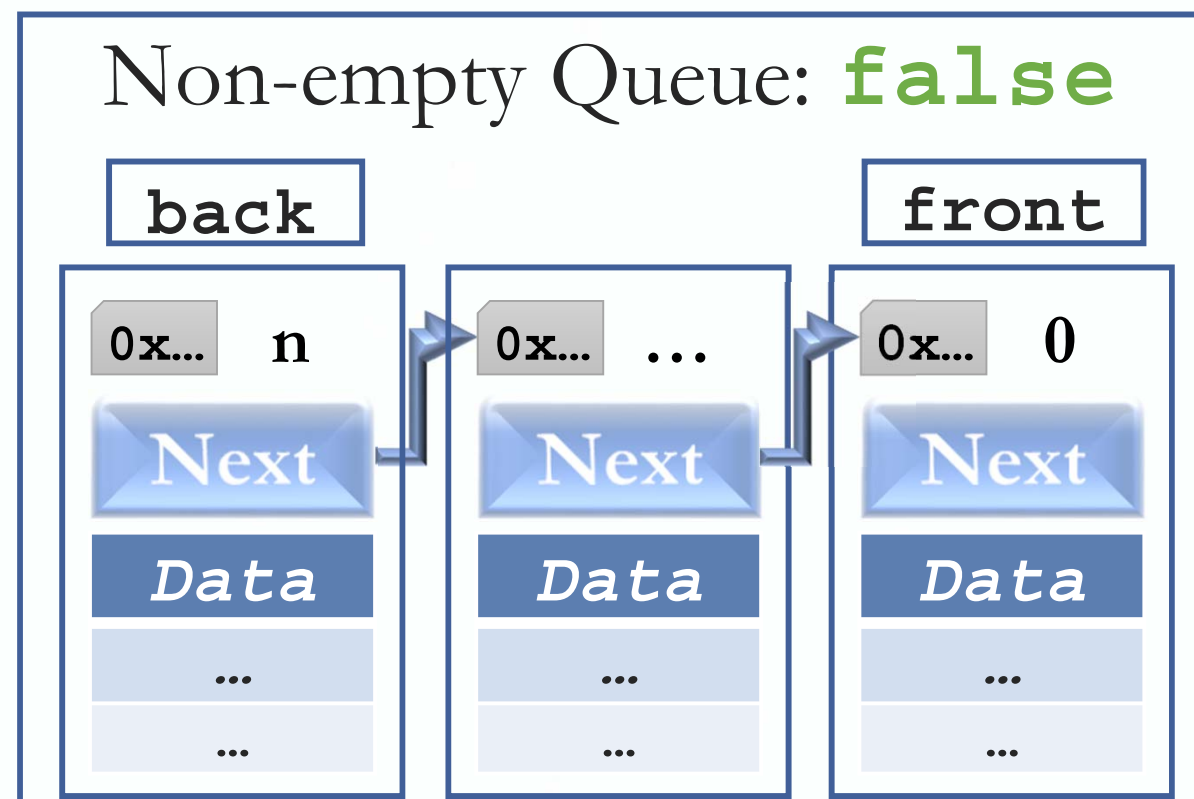 Non-empty Queue: false
back front
0x... n 0x... ... 0x... 0
Next Next Next
Data Data Data
... ... ...
... ... ...